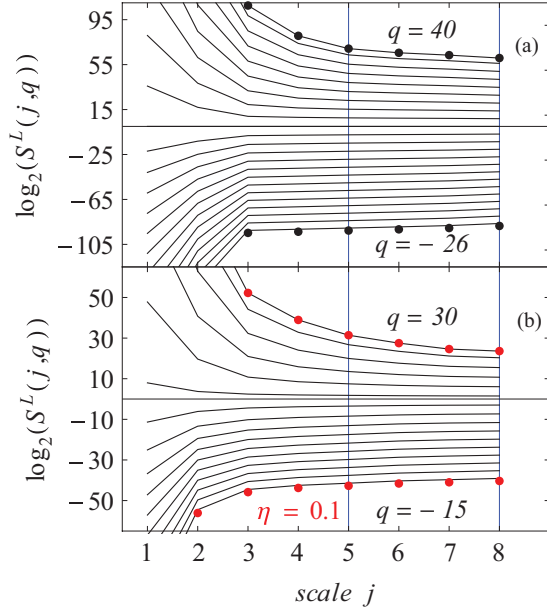 95
q = 40
(a)
55
15
log₂(S^L(j,q))
−25
−65
−105
q = − 26
50
q = 30
(b)
30
10
log₂(S^L(j,q))
−10
−30
−50
η = 0.1
q = − 15
1 2 3 4 5 6 7 8
scale j